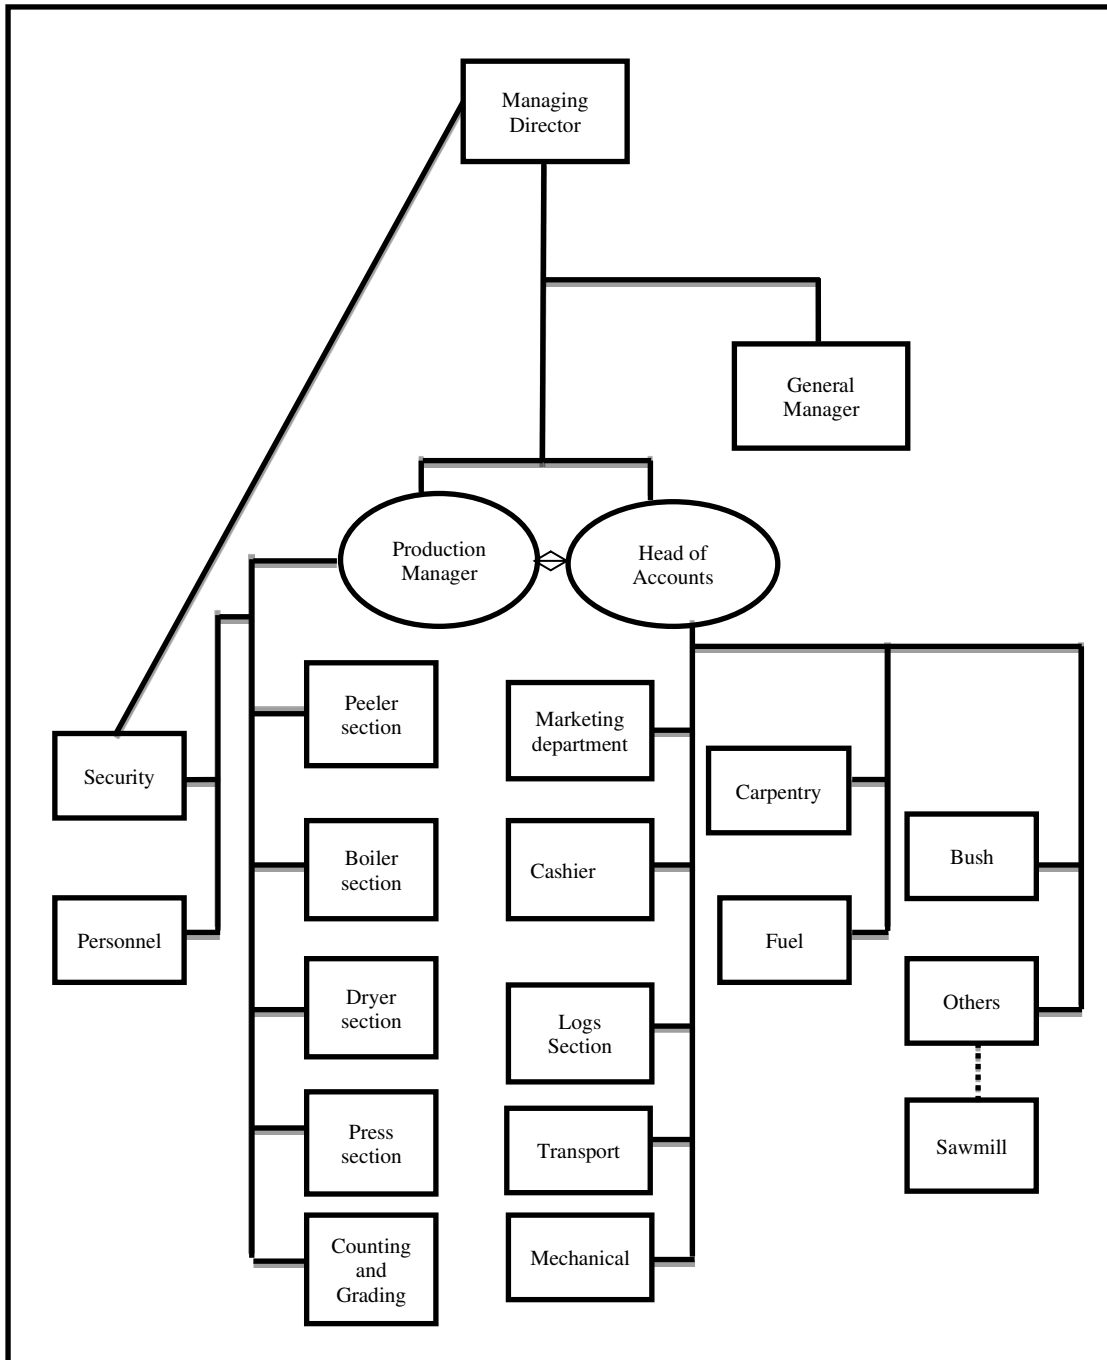 Managing
Director
General
Manager
Production
Manager
Head of
Accounts
Peeler
section
Marketing
department
Security
Carpentry
Boiler
section
Cashier
Bush
Personnel
Fuel
Dryer
section
Logs
Section
Others
Press
section
Transport
Sawmill
Counting
and
Grading
Mechanical